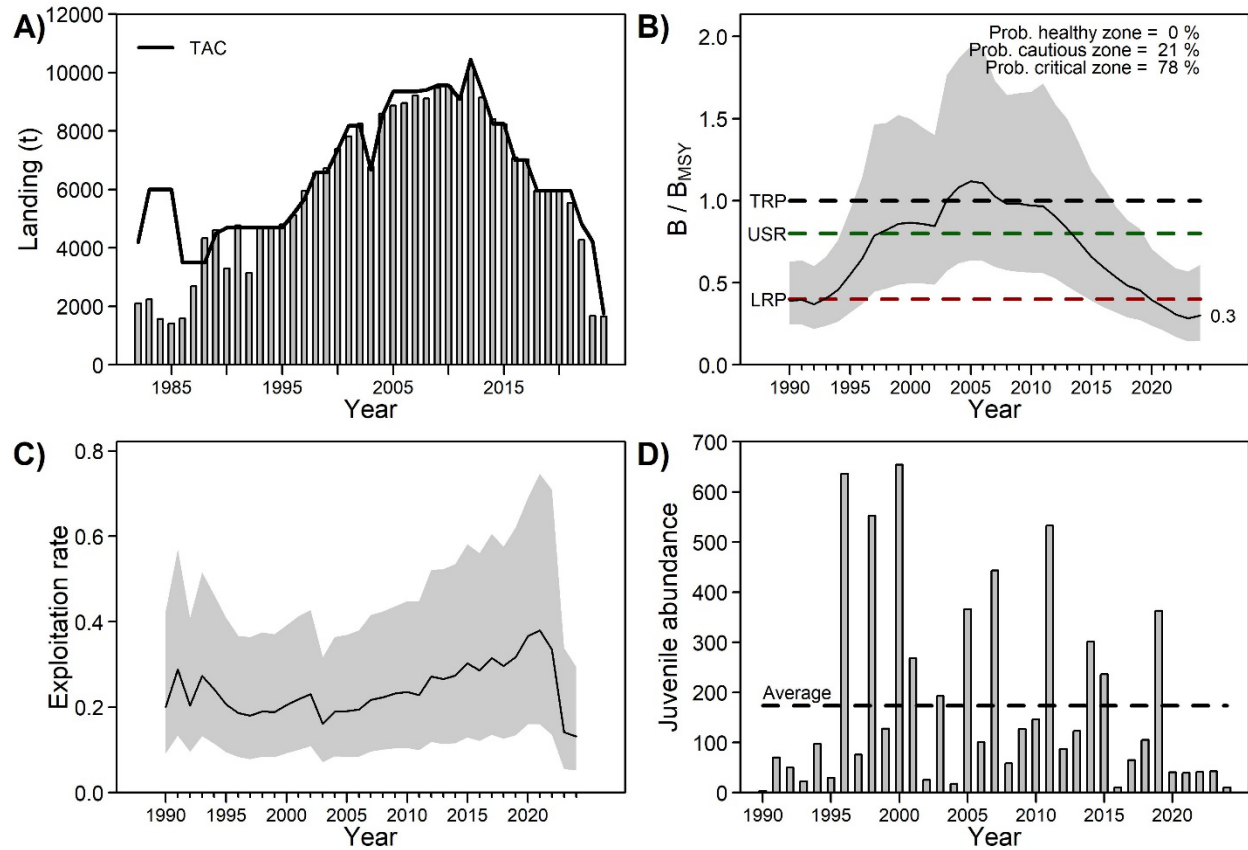 A)
TAC
12000
10000
8000
6000
4000
2000
0
Landing (t)
1985 1995 2005 2015
Year
B)
Prob. healthy zone = 0 %
Prob. cautious zone = 21 %
Prob. critical zone = 78 %
2.0
1.5
1.0
0.5
0.0
B / BMSY
TRP
USR
LRP
0.3
1990 1995 2000 2005 2010 2015 2020
Year
C)
0.8
0.6
0.4
0.2
0.0
Exploitation rate
1990 1995 2000 2005 2010 2015 2020
Year
D)
700
600
500
400
300
200
100
0
Juvenile abundance
Average
1990 1995 2000 2005 2010 2015 2020
Year